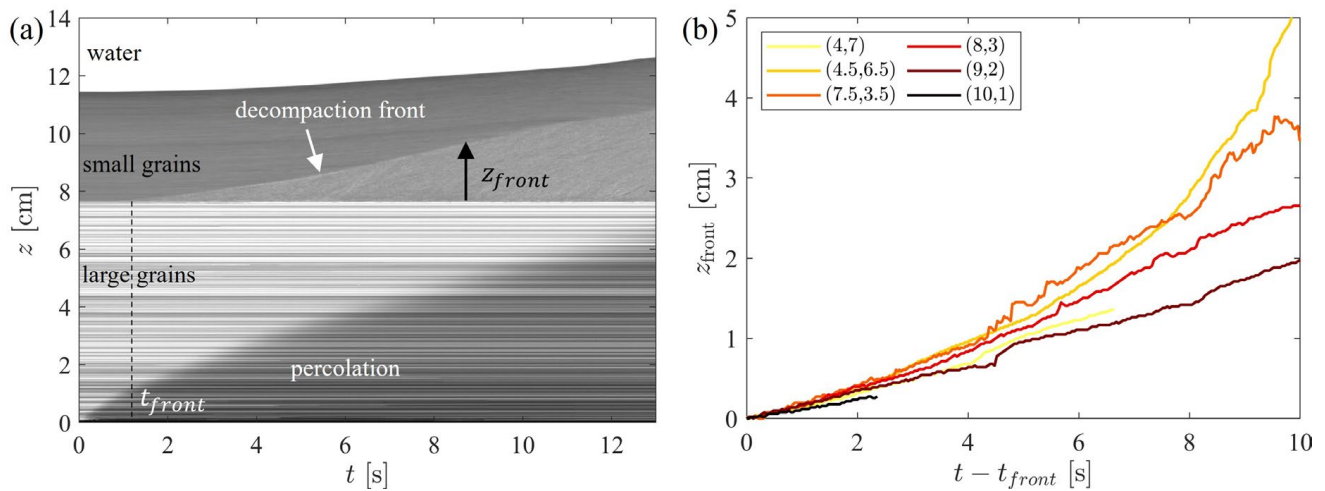 (a)
14
12
10
8
6
4
2
0
z [cm]
water
decompaction front
small grains
z_front
large grains
percolation
t_front
0
2
4
6
8
10
12
t [s]
(b)
5
4
3
2
1
0
z_front [cm]
(4,7)
(8,3)
(4.5,6.5)
(9,2)
(7.5,3.5)
(10,1)
0
2
4
6
8
10
t − t_front [s]